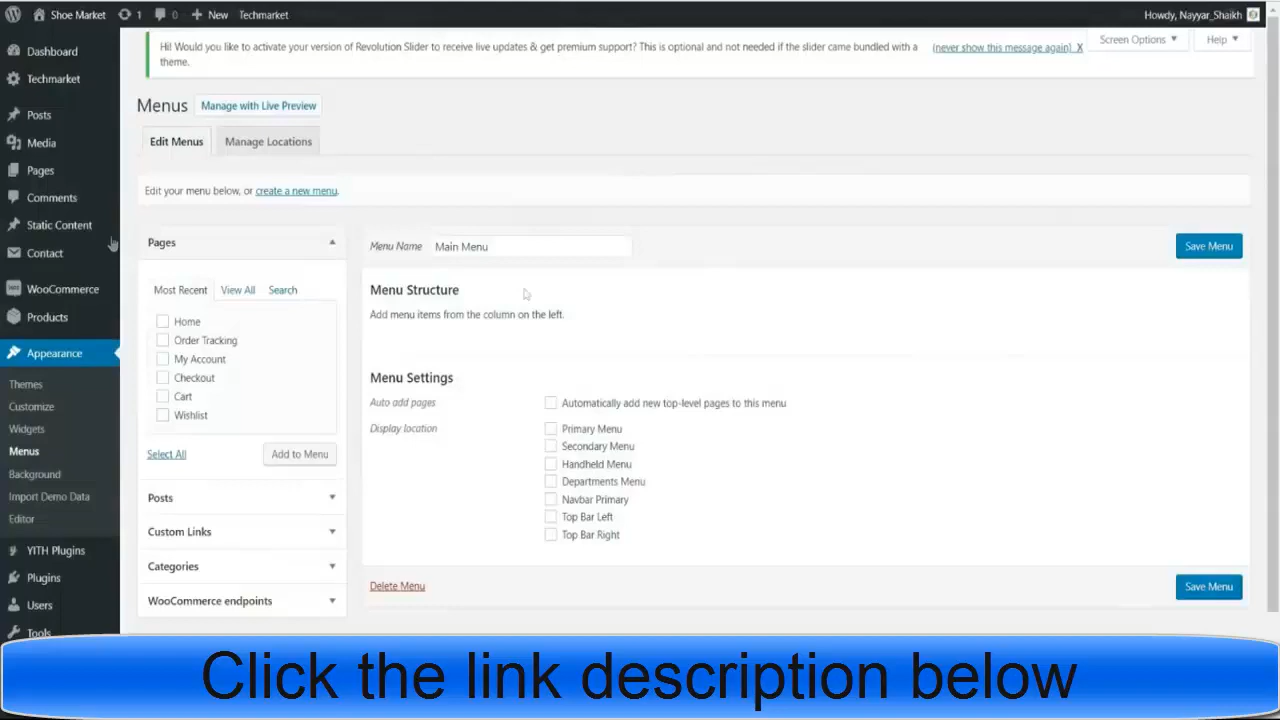 Shoe Market 1 0 New Techmarket Howdy, Nayyar_Shaikh
Hi! Would you like to activate your version of Revolution Slider to receive live updates & get premium support? This is optional and not needed if the slider came bundled with a
theme.
(never show this message again) X
Screen Options Help
Dashboard
Techmarket
Posts
Media
Pages
Comments
Static Content
Contact
WooCommerce
Products
Appearance
Themes
Customize
Widgets
Menus
Background
Import Demo Data
Editor
YITH Plugins
Plugins
Users
Tools
Menus Manage with Live Preview
Edit Menus Manage Locations
Edit your menu below, or create a new menu.
Pages
Most Recent View All Search
Home
Order Tracking
My Account
Checkout
Cart
Wishlist
Select All Add to Menu
Posts
Custom Links
Categories
WooCommerce endpoints
Menu Name Main Menu Save Menu
Menu Structure
Add menu items from the column on the left.
Menu Settings
Auto add pages Automatically add new top-level pages to this menu
Display location Primary Menu
Secondary Menu
Handheld Menu
Departments Menu
Navbar Primary
Top Bar Left
Top Bar Right
Delete Menu Save Menu
Click the link description below